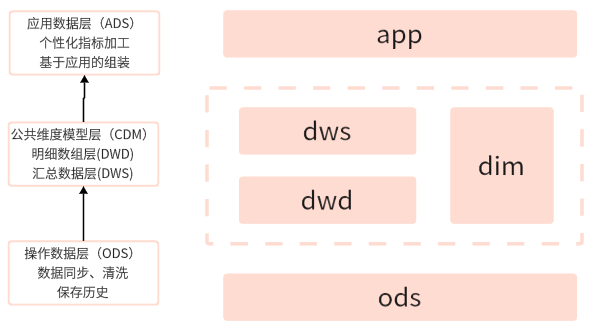 应用数据层（ADS）
个性化指标加工
基于应用的组装
公共维度模型层（CDM）
明细数组层(DWD)
汇总数据层(DWS)
操作数据层（ODS）
数据同步、清洗
保存历史
app
dws
dwd
dim
ods